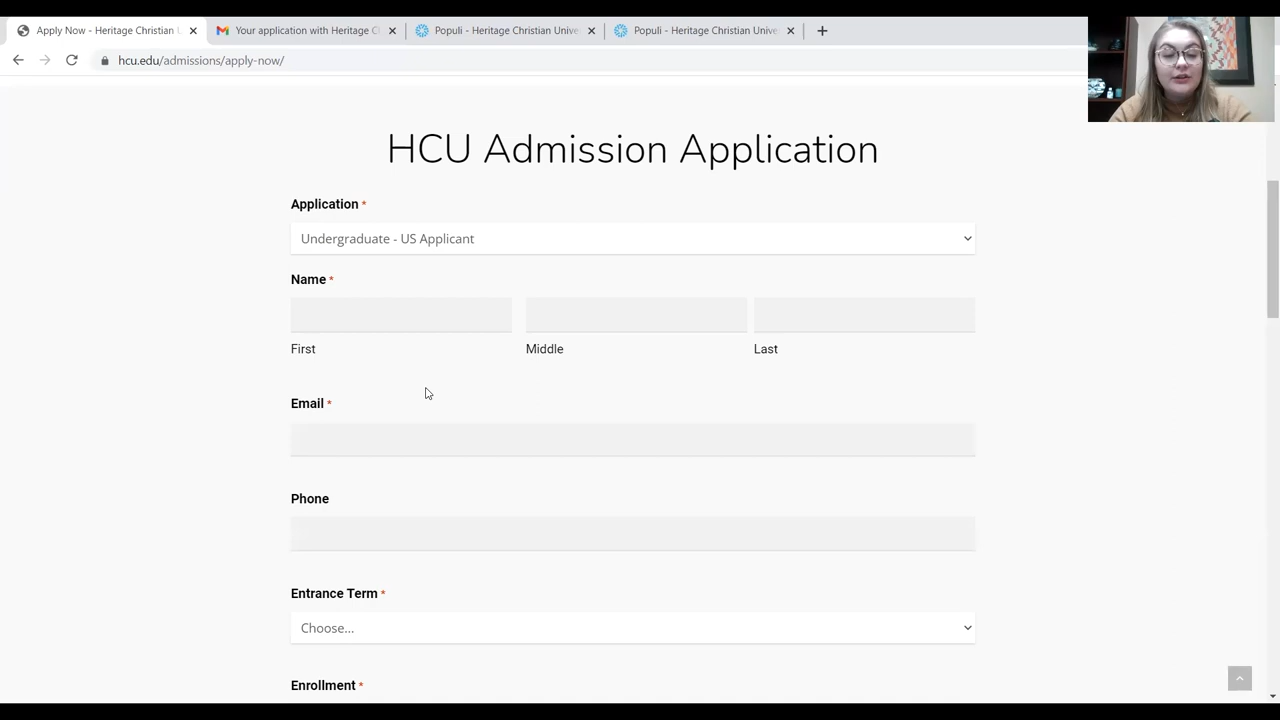 Apply Now - Heritage Christian U
Your application with Heritage C
Populi - Heritage Christian Unive
Populi - Heritage Christian Unive
hcu.edu/admissions/apply-now/
HCU Admission Application
Application *
Undergraduate - US Applicant
Name *
First Middle Last
Email *
Phone
Entrance Term *
Choose...
Enrollment *